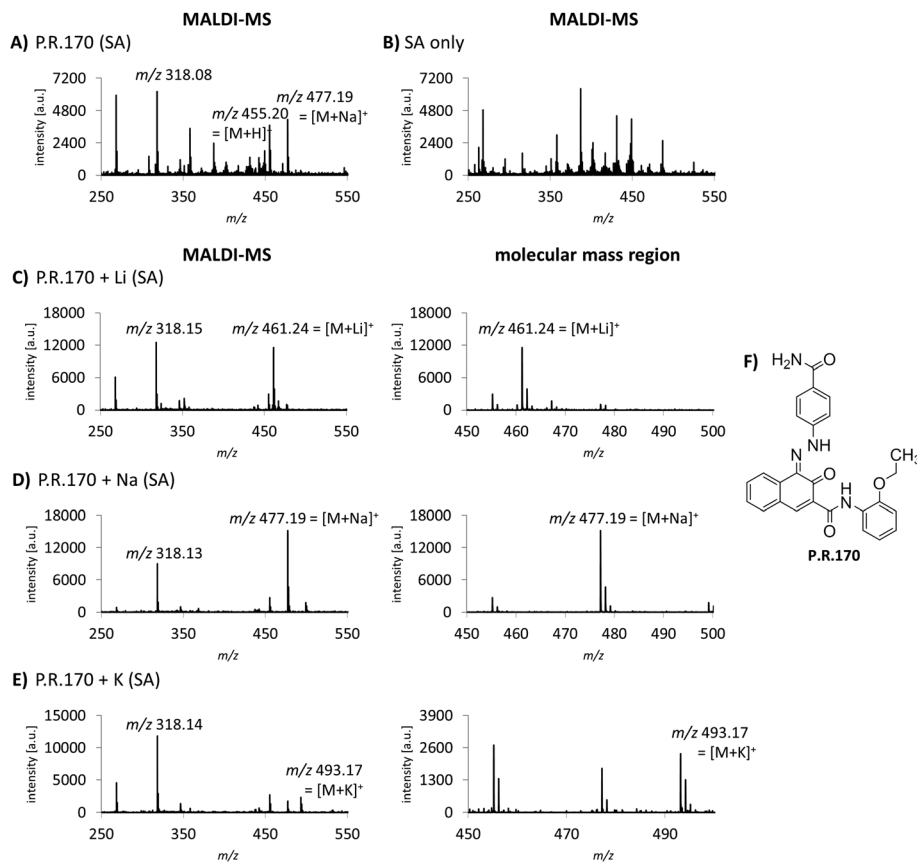 MALDI-MS
A) P.R.170 (SA)
m/z 318.08
m/z 455.20
= [M+H]⁺
m/z 477.19
= [M+Na]⁺
intensity [a.u.]
7200
4800
2400
0
250
350
450
550
m/z
MALDI-MS
B) SA only
intensity [a.u.]
7200
4800
2400
0
250
350
450
550
m/z
MALDI-MS
C) P.R.170 + Li (SA)
m/z 318.15
m/z 461.24 = [M+Li]⁺
intensity [a.u.]
18000
12000
6000
0
250
350
450
550
m/z
molecular mass region
m/z 461.24 = [M+Li]⁺
intensity [a.u.]
18000
12000
6000
0
450
460
470
480
490
500
m/z
D) P.R.170 + Na (SA)
m/z 477.19 = [M+Na]⁺
m/z 318.13
intensity [a.u.]
18000
12000
6000
0
250
350
450
550
m/z
m/z 477.19 = [M+Na]⁺
intensity [a.u.]
18000
12000
6000
0
450
460
470
480
490
500
m/z
E) P.R.170 + K (SA)
m/z 318.14
m/z 493.17
= [M+K]⁺
intensity [a.u.]
15000
10000
5000
0
250
350
450
550
m/z
m/z 493.17
= [M+K]⁺
intensity [a.u.]
3900
2600
1300
0
450
470
490
m/z
F)
H₂N
O
NH
N
O
CH₃
O
H
N
O
P.R.170